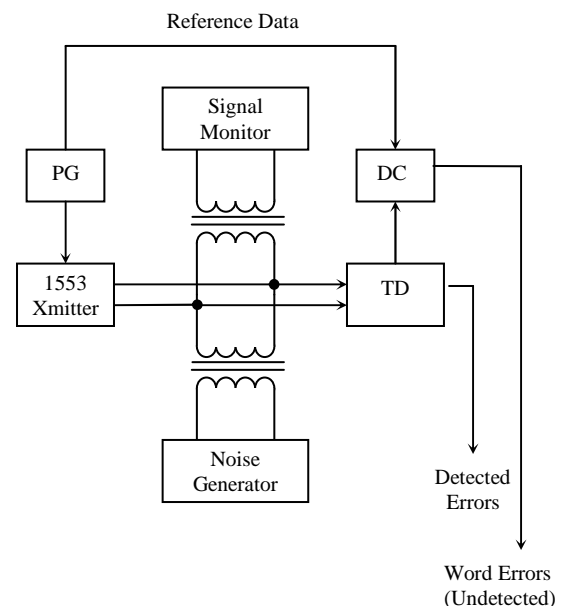 Reference Data
Signal
Monitor
PG
DC
1553
Xmitter
TD
Noise
Generator
Detected
Errors
Word Errors
(Undetected)